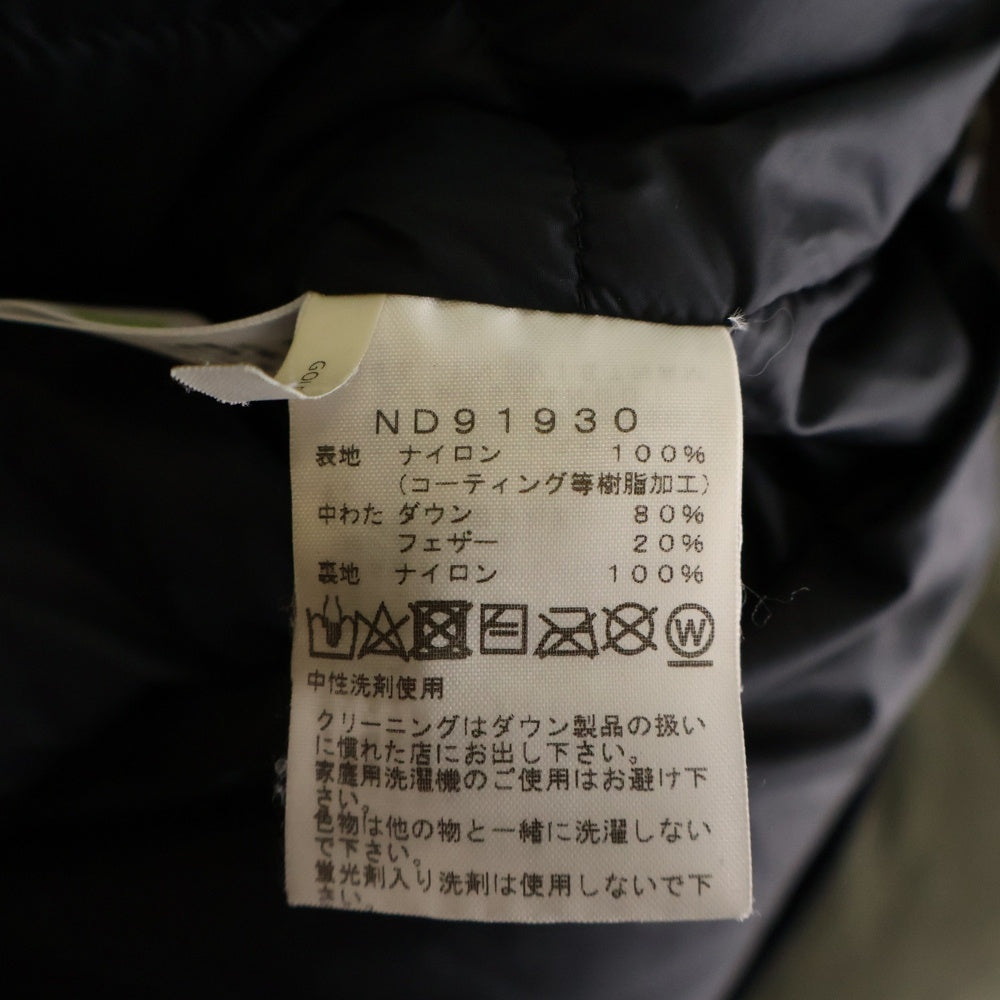 GOL
ND91930
表地 ナイロン 100%
(コーティング等樹脂加工)
中わた ダウン 80%
フェザー 20%
裏地 ナイロン 100%
W
中性洗剤使用
クリーニングはダウン製品の扱い
に慣れた店にお出し下さい。
家庭用洗濯機のご使用はお避け下
さい。
色物は他の物と一緒に洗濯しない
で下さい。
蛍光剤入り洗剤は使用しないで下
さい。